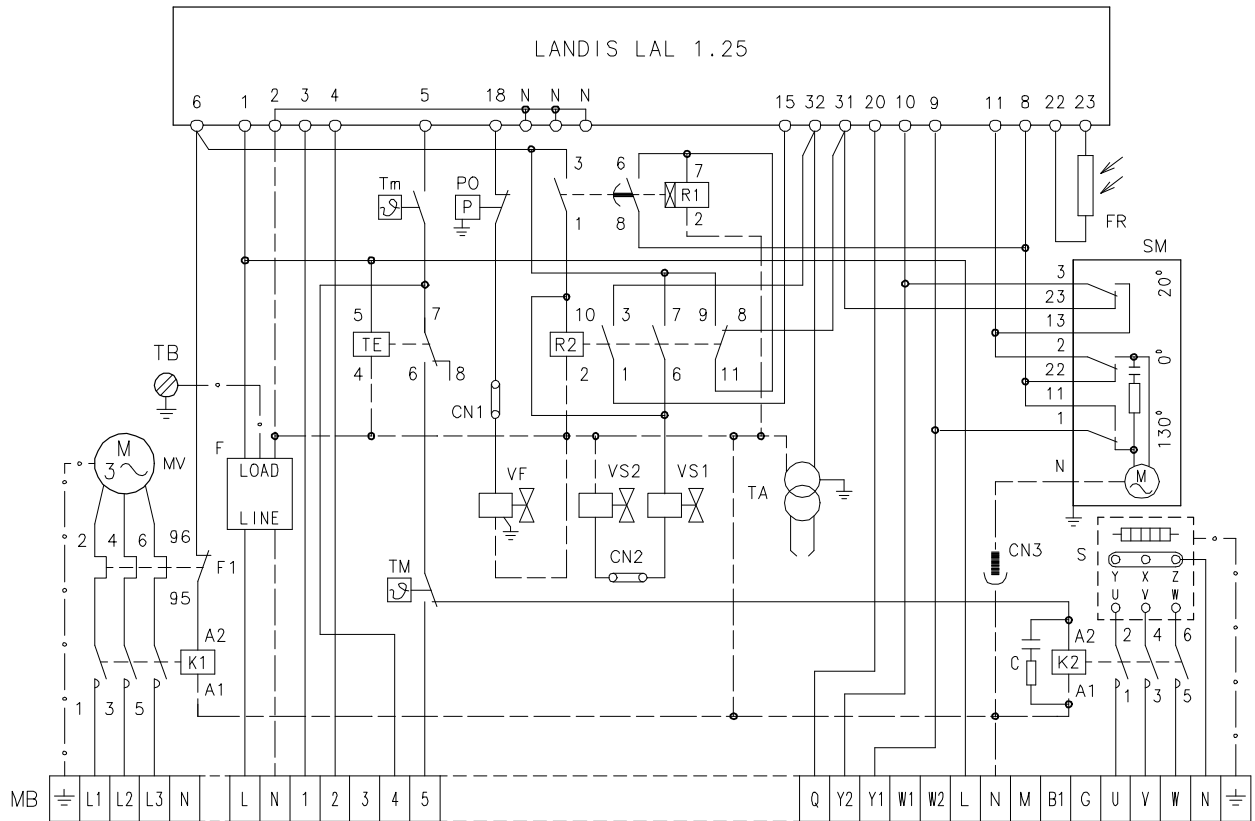 LANDIS LAL 1.25
6 1 2 3 4 5 18 N N N 15 32 31 20 10 9 11 8 22 23
3 6 7
Tm PO
P R1
1 8 2
FR
SM
3
23
13
2
22
11
1
N
20°
0°
130°
M
5 7 10 3 7 9 8
TE R2
4 6 8 2 1 6 11
TB
CN1
M
3
MV
F
LOAD
LINE
VF VS2 VS1 TA
CN2
CN3
S
Y X Z
U V W
2 4 6 96
F1
95
TM
A2
K1
A1
1 3 5
C
A2
K2
A1
2 4 6
1 3 5
MB L1 L2 L3 N L N 1 2 3 4 5 Q Y2 Y1 W1 W2 L N M B1 G U V W N